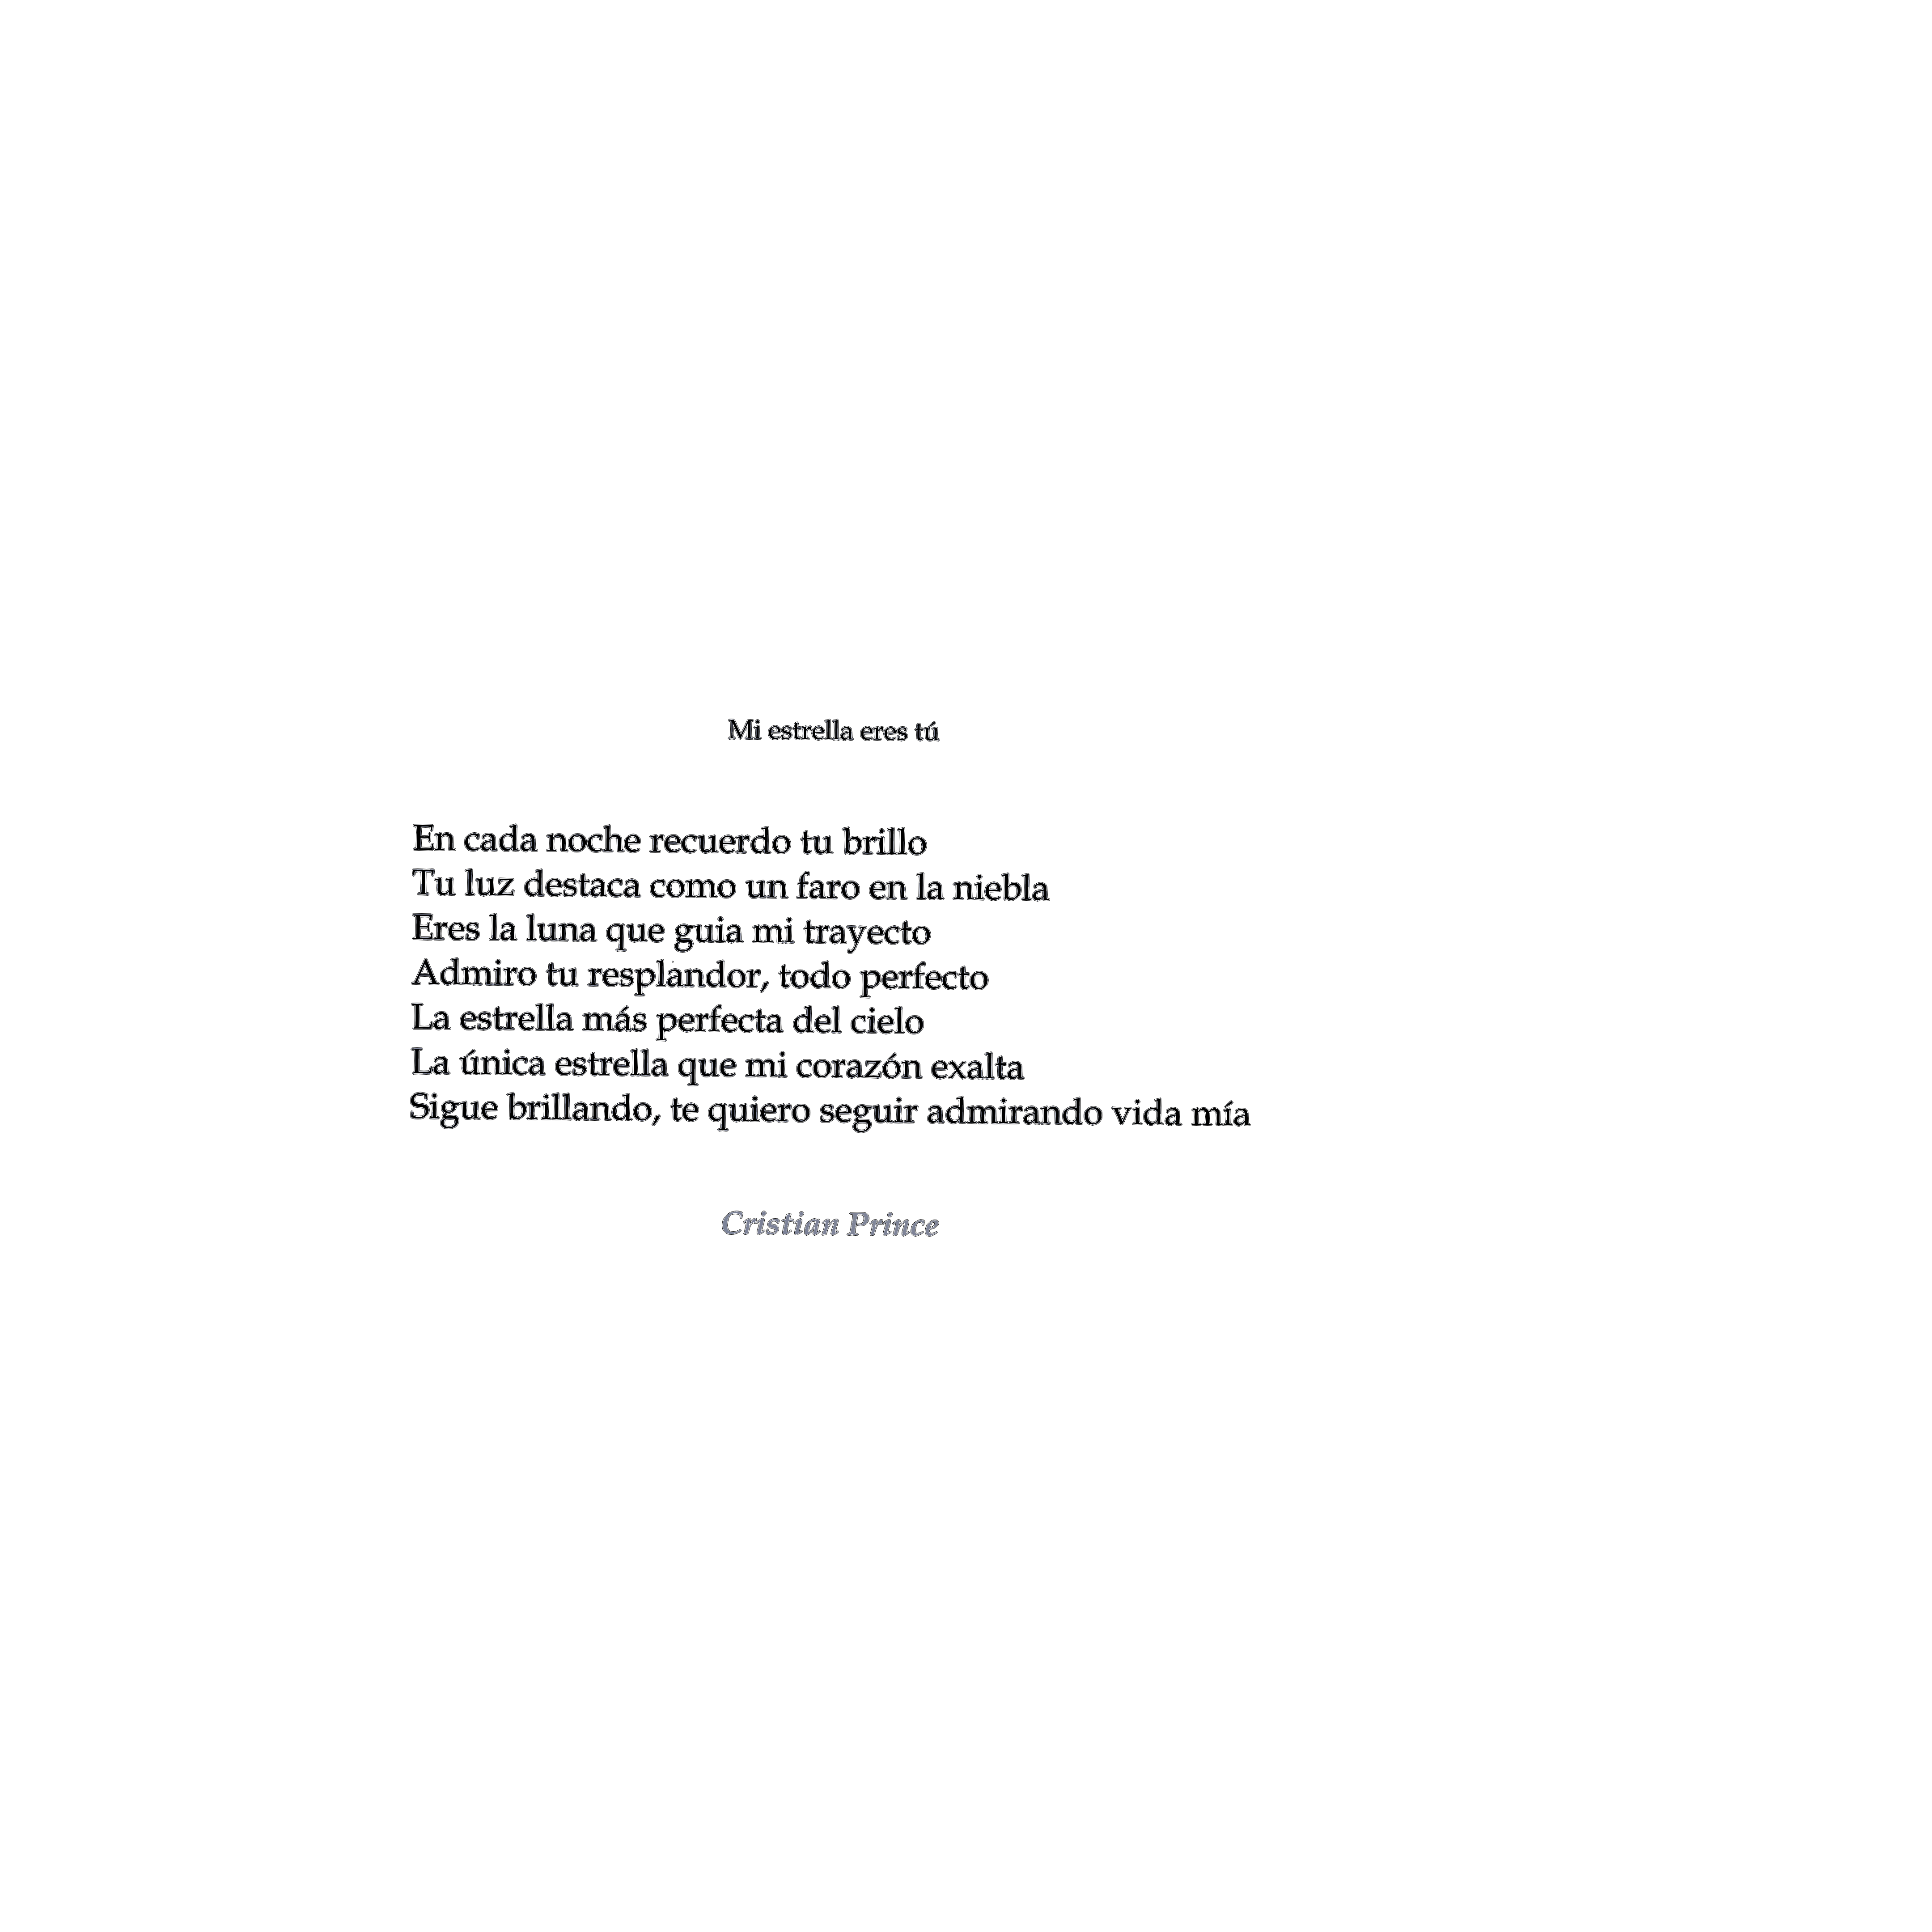 Mi estrella eres tú
En cada noche recuerdo tu brillo
Tu luz destaca como un faro en la niebla
Eres la luna que guia mi trayecto
Admiro tu resplandor, todo perfecto
La estrella más perfecta del cielo
La única estrella que mi corazón exalta
Sigue brillando, te quiero seguir admirando vida mía
Cristian Prince